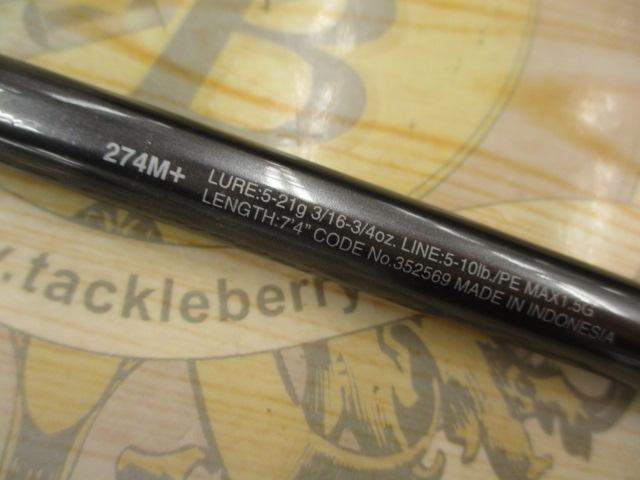 B
274M+
LURE:5-21g 3/16-3/4oz. LINE:5-10lb./PE MAX1.5G
LENGTH:7'4" CODE No.352569 MADE IN INDONESIA
.tackleberry